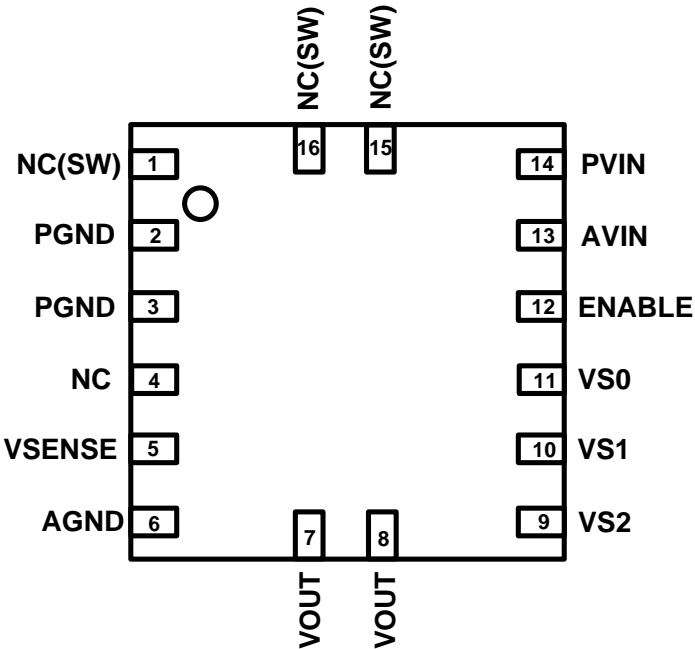 NC(SW)
NC(SW)
16
15
NC(SW)
1
14
PVIN
PGND
2
13
AVIN
PGND
3
12
ENABLE
NC
4
11
VS0
VSENSE
5
10
VS1
AGND
6
9
VS2
7
8
VOUT
VOUT